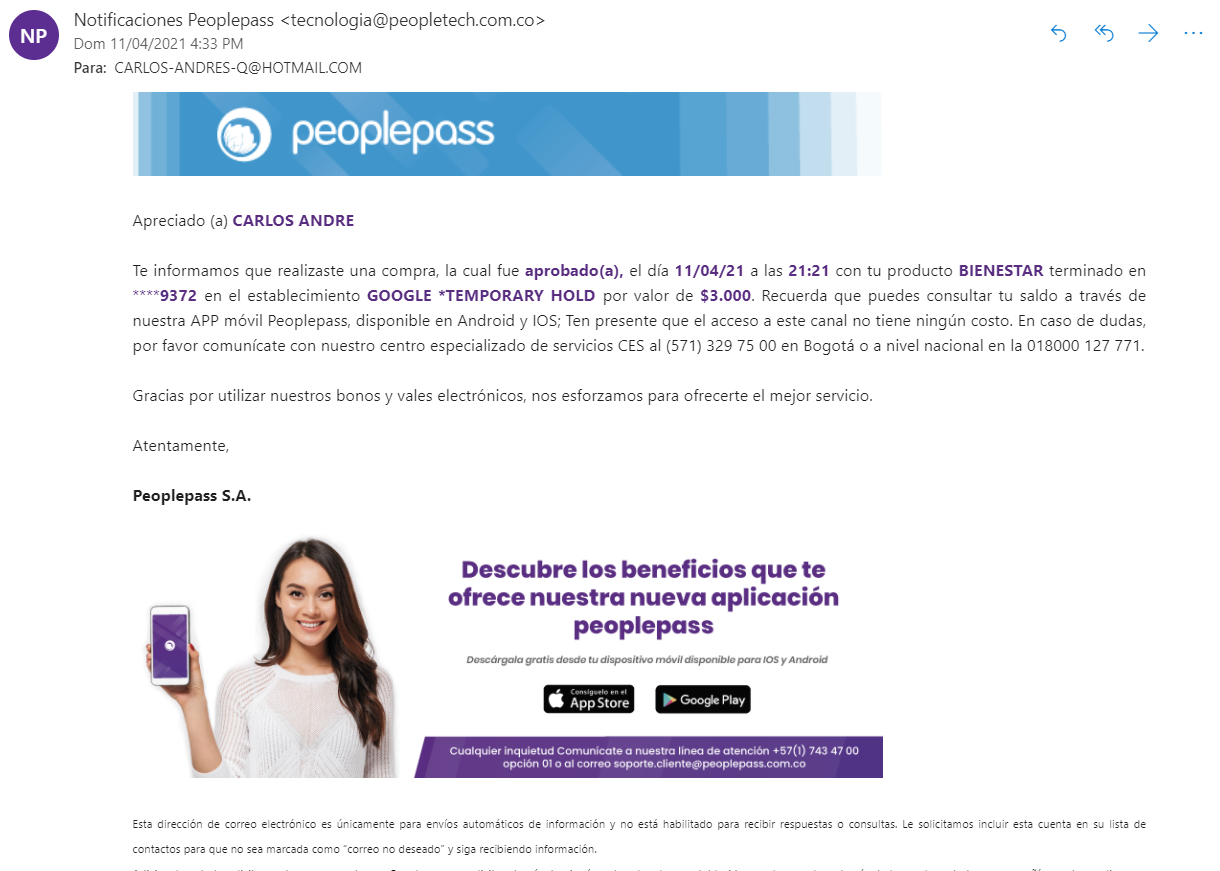 NP
Notificaciones Peoplepass <tecnologia@peopletech.com.co>
Dom 11/04/2021 4:33 PM
Para: CARLOS-ANDRES-Q@HOTMAIL.COM
peoplepass
Apreciado (a) CARLOS ANDRE
Te informamos que realizaste una compra, la cual fue aprobado(a), el día 11/04/21 a las 21:21 con tu producto BIENESTAR terminado en
****9372 en el establecimiento GOOGLE *TEMPORARY HOLD por valor de $3.000. Recuerda que puedes consultar tu saldo a través de
nuestra APP móvil Peoplepass, disponible en Android y IOS; Ten presente que el acceso a este canal no tiene ningún costo. En caso de dudas,
por favor comunícate con nuestro centro especializado de servicios CES al (571) 329 75 00 en Bogotá o a nivel nacional en la 018000 127 771.
Gracias por utilizar nuestros bonos y vales electrónicos, nos esforzamos para ofrecerte el mejor servicio.
Atentamente,
Peoplepass S.A.
Descubre los beneficios que te
ofrece nuestra nueva aplicación
peoplepass
Descárgala gratis desde tu dispositivo móvil disponible para IOS y Android
Consíguelo en el
App Store
Google Play
Cualquier inquietud Comunícate a nuestra línea de atención +57(1) 743 47 00
opción 01 o al correo soporte.cliente@peoplepass.com.co
Esta dirección de correo electrónico es únicamente para envíos automáticos de información y no está habilitado para recibir respuestas o consultas. Le solicitamos incluir esta cuenta en su lista de
contactos para que no sea marcada como “correo no deseado” y siga recibiendo información.